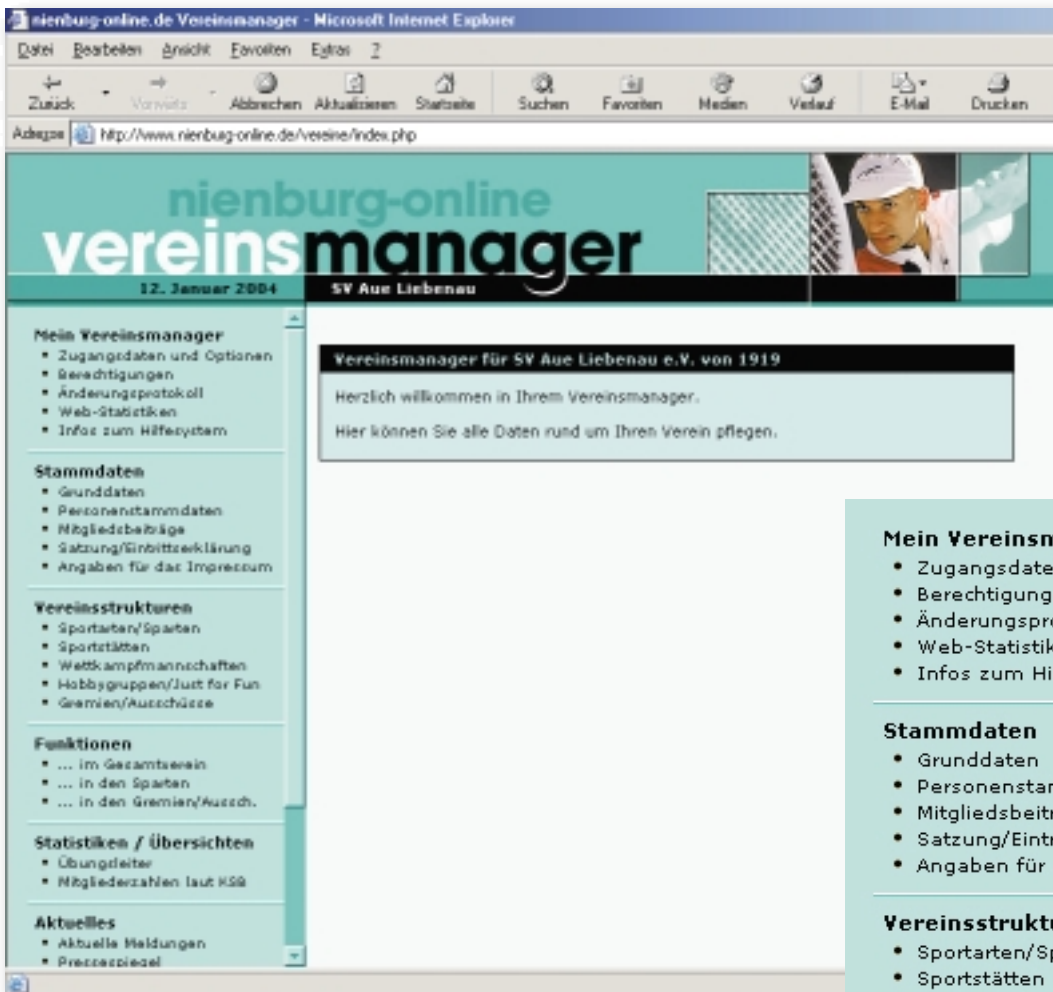 nienburg-online.de Vereinsmanager - Microsoft Internet Explorer
Datei Bearbeiten Ansicht Favoriten Extras ?
Zurück Vorwärts Abbrechen Aktualisieren Startseite Suchen Favoriten Medien Verlauf E-Mail Drucken
Adresse http://www.nienburg-online.de/vereine/index.php
nienburg-online
vereinsmanager
12. Januar 2004 SV Aue Liebenau
Mein Vereinsmanager
Zugangsdaten und Optionen
Berechtigungen
Änderungsprotokoll
Web-Statistiken
Infos zum Hilfesystem
Stammdaten
Grunddaten
Personenstammdaten
Mitgliedsbeiträge
Satzung/Eintrittserklärung
Angaben für das Impressum
Vereinsstrukturen
Sportarten/Sparten
Sportstätten
Wettkampfmannschaften
Hobbygruppen/Just for Fun
Gremien/Ausschüsse
Funktionen
... im Gesamtverein
... in den Sparten
... in den Gremien/Aussch.
Statistiken / Übersichten
Übungsleiter
Mitgliederzahlen laut KSB
Aktuelles
Aktuelle Meldungen
Pressespiegel
Vereinsmanager für SV Aue Liebenau e.V. von 1919
Herzlich willkommen in Ihrem Vereinsmanager.
Hier können Sie alle Daten rund um Ihren Verein pflegen.
Mein Vereinsm
Zugangsdate
Berechtigung
Änderungspro
Web-Statistik
Infos zum Hi
Stammdaten
Grunddaten
Personenstar
Mitgliedsbeitr
Satzung/Eintr
Angaben für
Vereinsstruktu
Sportarten/Sp
Sportstätten